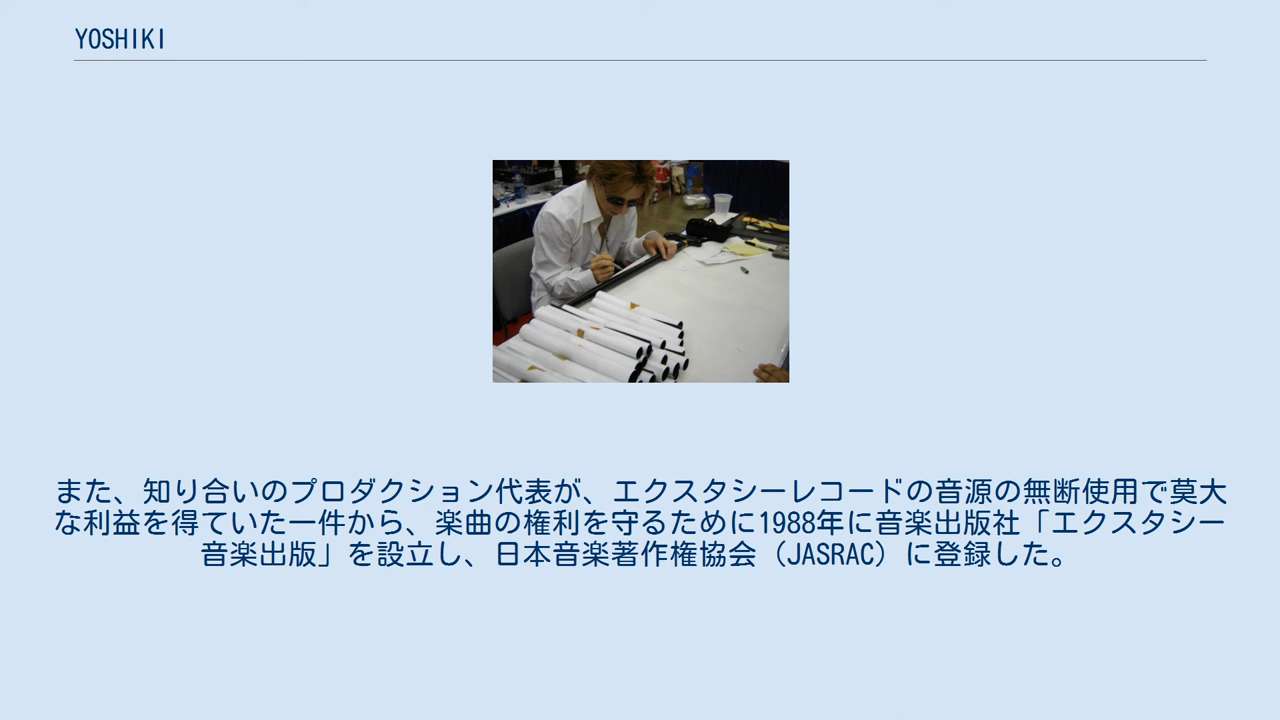 YOSHIKI
また、知り合いのプロダクション代表が、エクスタシーレコードの音源の無断使用で莫大
な利益を得ていた一件から、楽曲の権利を守るために1988年に音楽出版社「エクスタシー
音楽出版」を設立し、日本音楽著作権協会（JASRAC）に登録した。